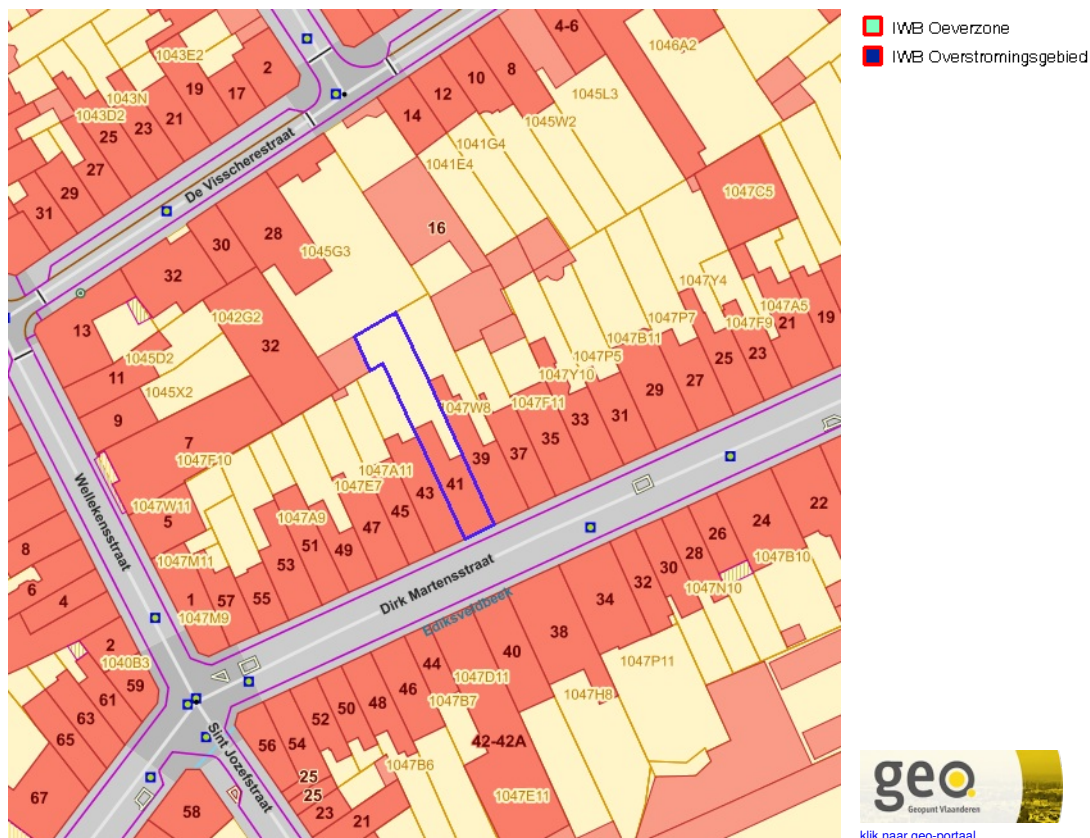 4-6
1046A2
1043E2
2
8
10
12
14
19
17
1045L3
1043N
1043D2
21
23
25
1045W2
27
1041G4
29
31
1041E4
De Visscherestraat
1047C5
16
28
30
1045G3
32
1047Y4
1042G2
1047A5
13
1047P7
1047F9
21
19
32
1047B11
1045D2
1047P5
25
23
11
1047Y10
27
1045X2
29
9
1047W8
1047F11
31
33
7
35
1047F10
37
39
1047A11
1047E7
41
43
Wellekensstraat
1047W11
45
5
1047A9
47
22
51
24
49
26
8
1047M11
53
28
1047B10
6
30
4
1
57
55
Dirk Martensstraat
32
1047N10
1047M9
34
Ediksveldbeek
38
2
1040B3
40
44
1047P11
59
1047D11
61
46
63
48
1047B7
1047H8
50
65
52
Sint Jozefstraat
56
54
42-42A
1047B6
25
67
25
1047E11
58
23
21
IWB Oeverzone
IWB Overstromingsgebied
geo
Geopunt Vlaanderen
klik naar geo-portaal